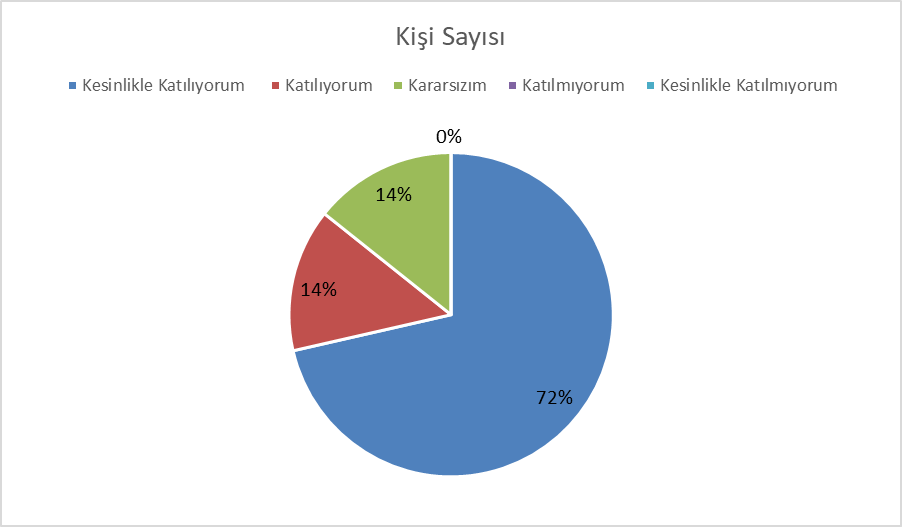 Kişi Sayısı
Kesinlikle Katılıyorum Katılıyorum Kararsızım Katılmıyorum Kesinlikle Katılmıyorum
0%
14%
14%
72%